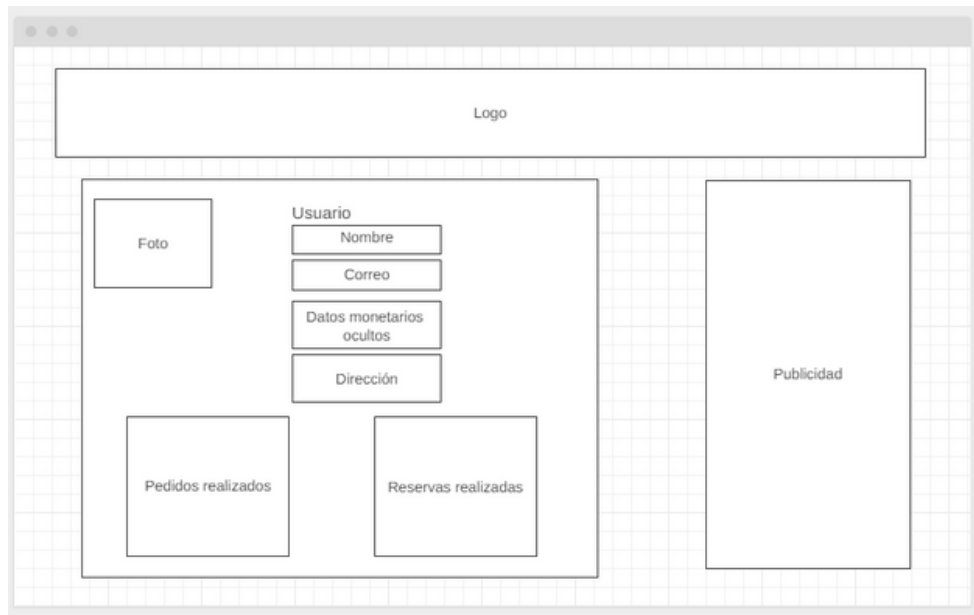 Logo
Foto
Usuario
Nombre
Correo
Datos monetarios
ocultos
Dirección
Pedidos realizados
Reservas realizadas
Publicidad